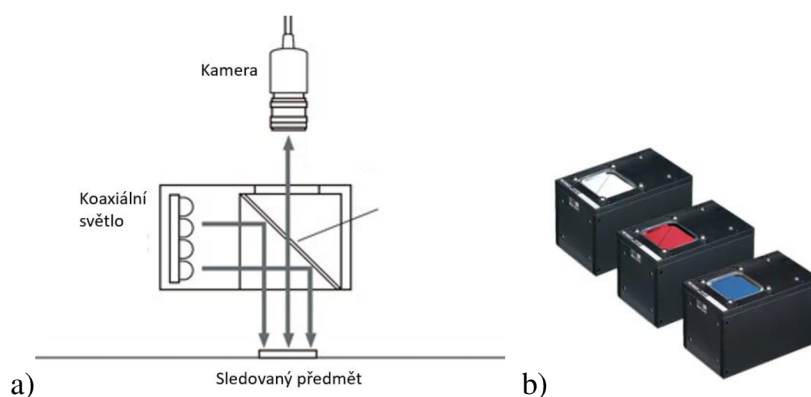 Kamera
Koaxiální
světlo
Sledovaný předmět
a)
b)